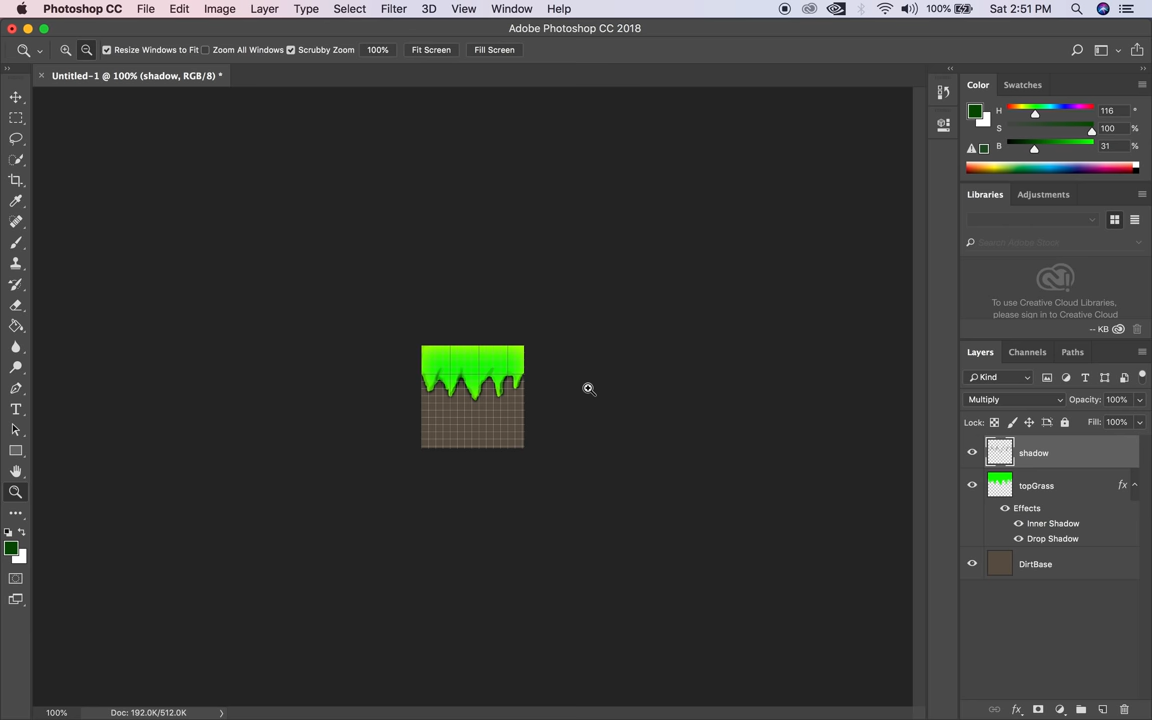 Photoshop CC File Edit Image Layer Type Select Filter 3D View Window Help 100% Sat 2:51 PM
Adobe Photoshop CC 2018
Resize Windows to Fit Zoom All Windows Scrubby Zoom 100% Fit Screen Fill Screen
Untitled-1 @ 100% (shadow, RGB/8) *
Color Swatches
H 116 °
S 100 %
B 31 %
Libraries Adjustments
Search Adobe Stock
To use Creative Cloud Libraries,
please sign in to Creative Cloud
-- KB
Layers Channels Paths
Kind
Multiply Opacity: 100%
Lock: Fill: 100%
shadow
topGrass fx
Effects
Inner Shadow
Drop Shadow
DirtBase
100% Doc: 192.0K/512.0K
fx